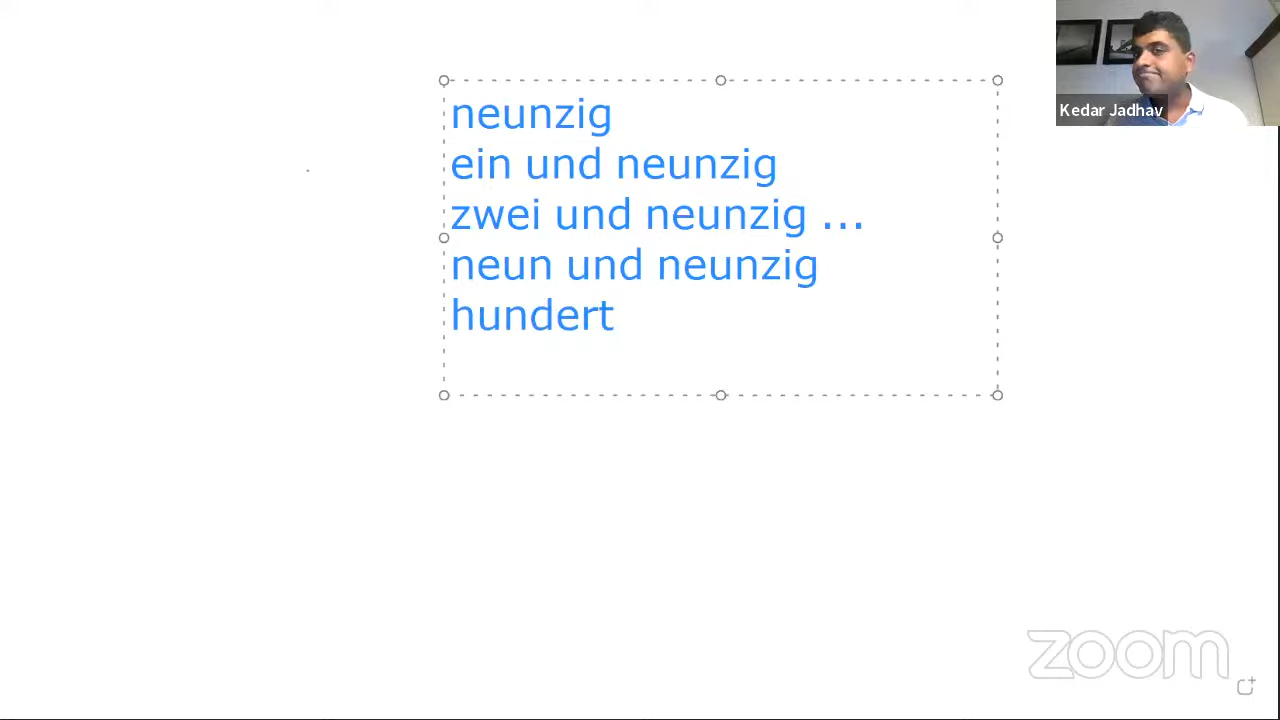 neunzig
ein und neunzig
zwei und neunzig ...
neun und neunzig
hundert
Kedar Jadhav
zoom